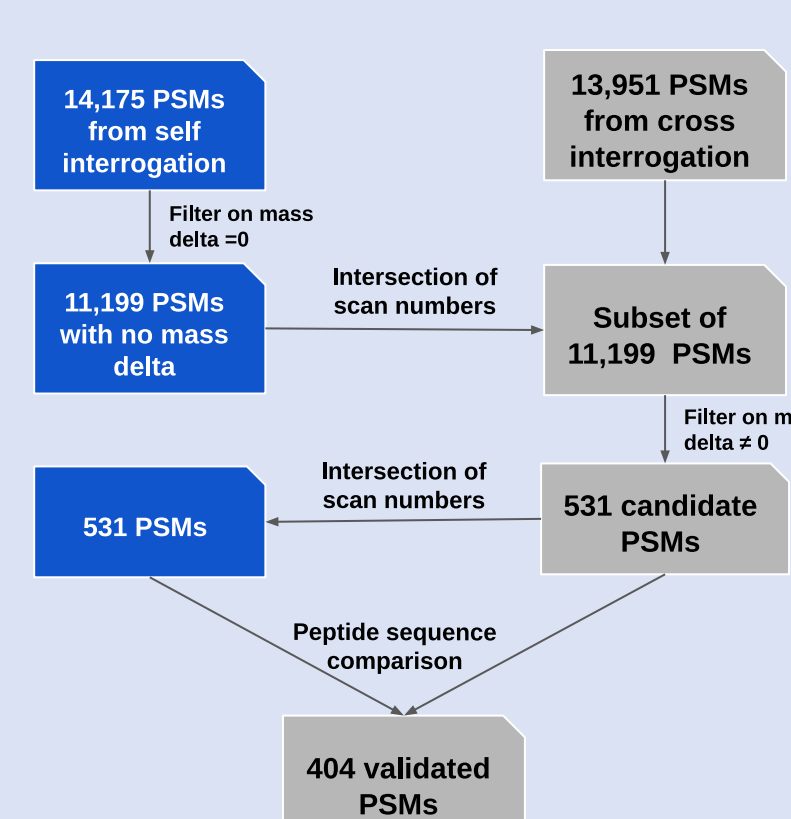 14,175 PSMs
from self
interrogation
13,951 PSMs
from cross
interrogation
Filter on mass
delta =0
11,199 PSMs
with no mass
delta
Intersection of
scan numbers
Subset of
11,199 PSMs
Filter on m
delta ≠ 0
531 PSMs
Intersection of
scan numbers
531 candidate
PSMs
Peptide sequence
comparison
404 validated
PSMs